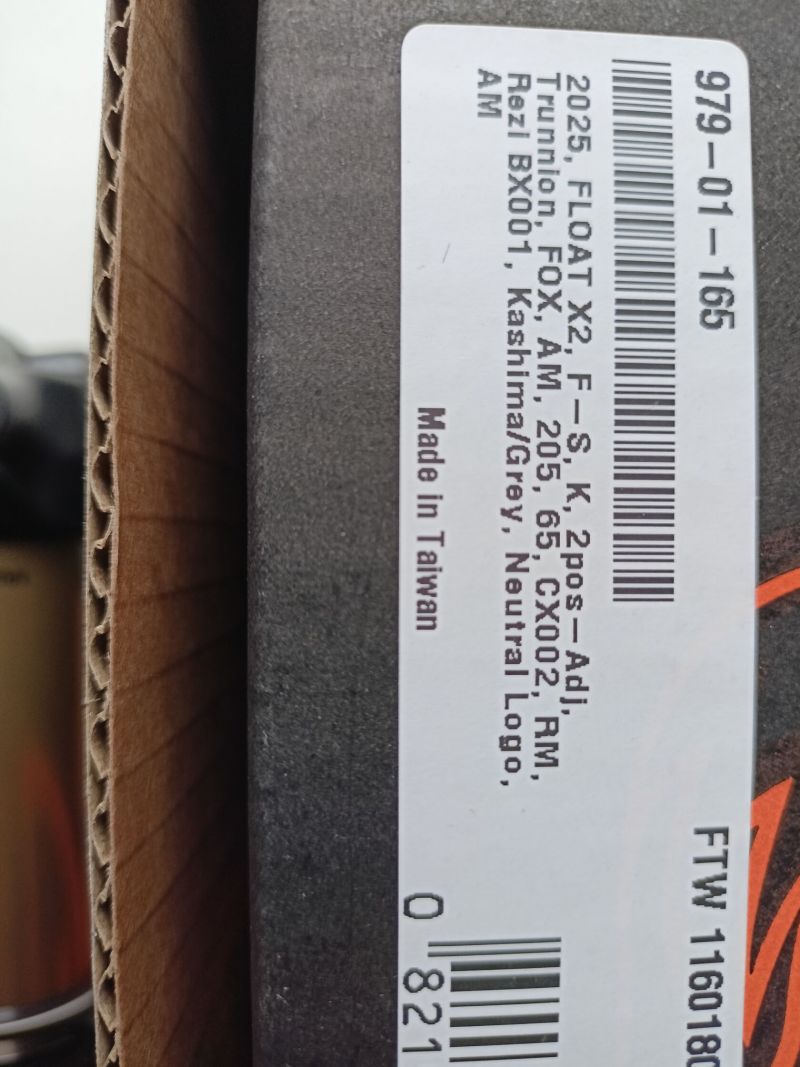 979-01-165
FTW 1160180
2025, FLOAT X2, F-S, K, 2pos-Adj,
Trunnion, FOX, AM, 205, 65, CX002, RM,
Rezi BX001, Kashima/Grey, Neutral Logo,
AM
Made in Taiwan
0 821